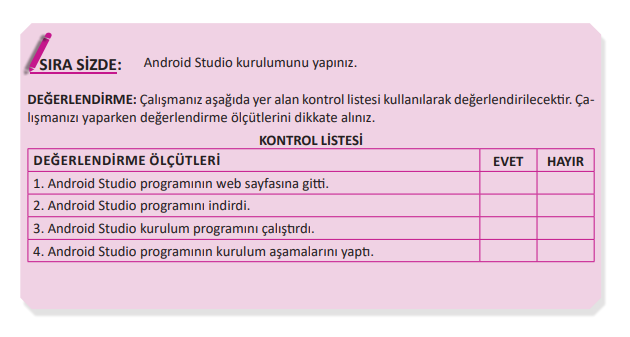 SIRA SİZDE: Android Studio kurulumunu yapınız.
DEĞERLENDİRME: Çalışmanız aşağıda yer alan kontrol listesi kullanılarak değerlendirilecektir. Ça-
lışmanızı yaparken değerlendirme ölçütlerini dikkate alınız.
KONTROL LİSTESİ
DEĞERLENDİRME ÖLÇÜTLERİ EVET HAYIR
1. Android Studio programının web sayfasına gitti.
2. Android Studio programını indirdi.
3. Android Studio kurulum programını çalıştırdı.
4. Android Studio programının kurulum aşamalarını yaptı.